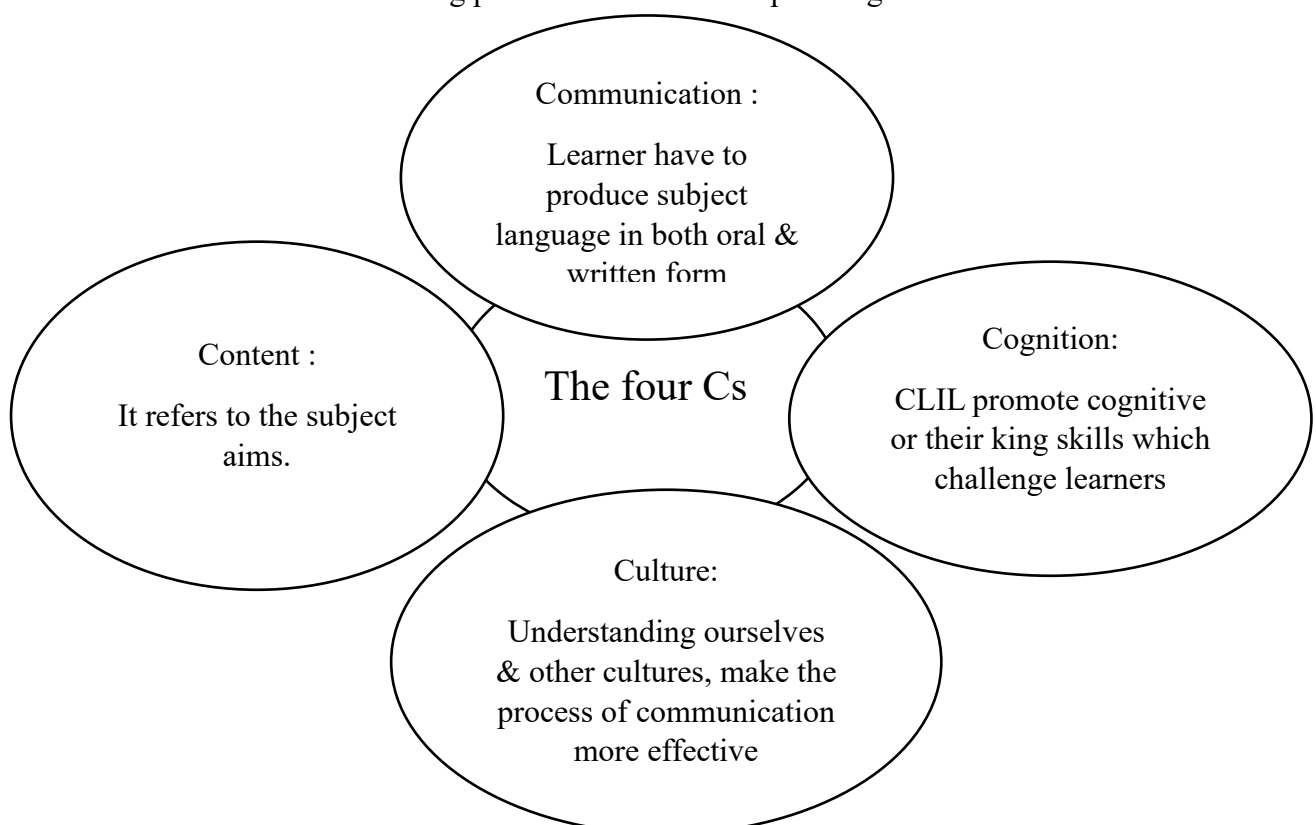 Communication :
Learner have to
produce subject
language in both oral &
written form
Content :
It refers to the subject
aims.
The four Cs
Cognition:
CLIL promote cognitive
or their king skills which
challenge learners
Culture:
Understanding ourselves
& other cultures, make the
process of communication
more effective